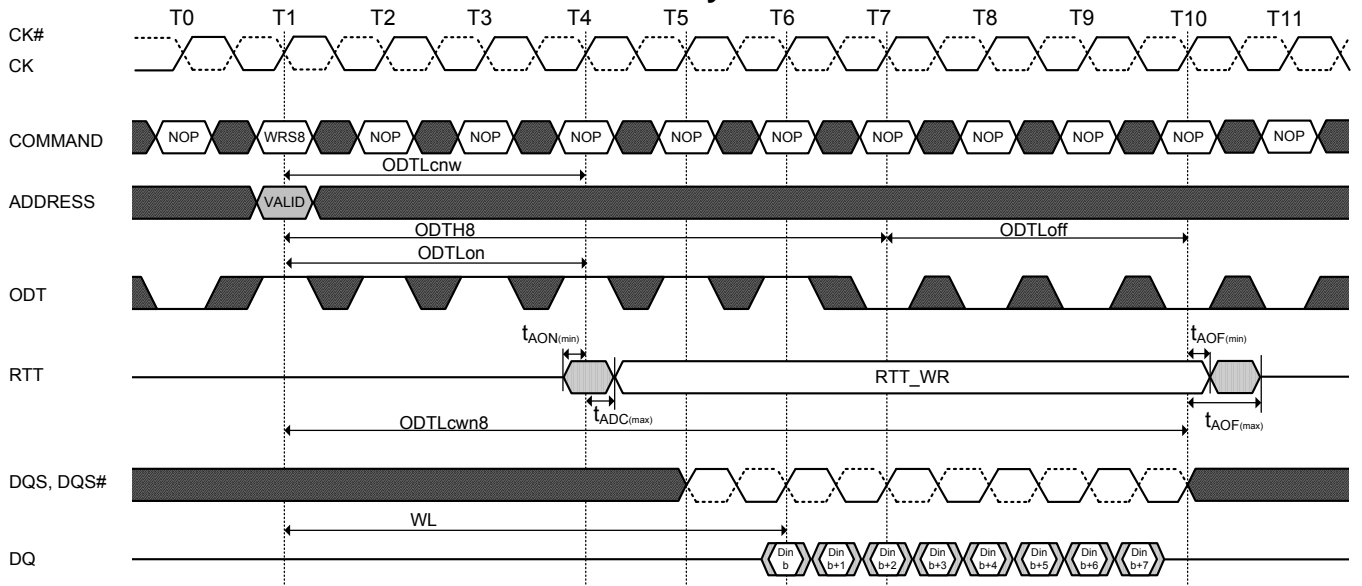 T0 T1 T2 T3 T4 T5 T6 T7 T8 T9 T10 T11
CK#
CK
COMMAND NOP WRS8 NOP NOP NOP NOP NOP NOP NOP NOP NOP NOP
ODTLcnw
ADDRESS VALID
ODTH8 ODTLoff
ODTLon
ODT
tAON(min) tAOF(min)
RTT RTT_WR
tADC(max) tAOF(max)
ODTLcwn8
DQS, DQS#
WL
DQ Din b Din b+1 Din b+2 Din b+3 Din b+4 Din b+5 Din b+6 Din b+7